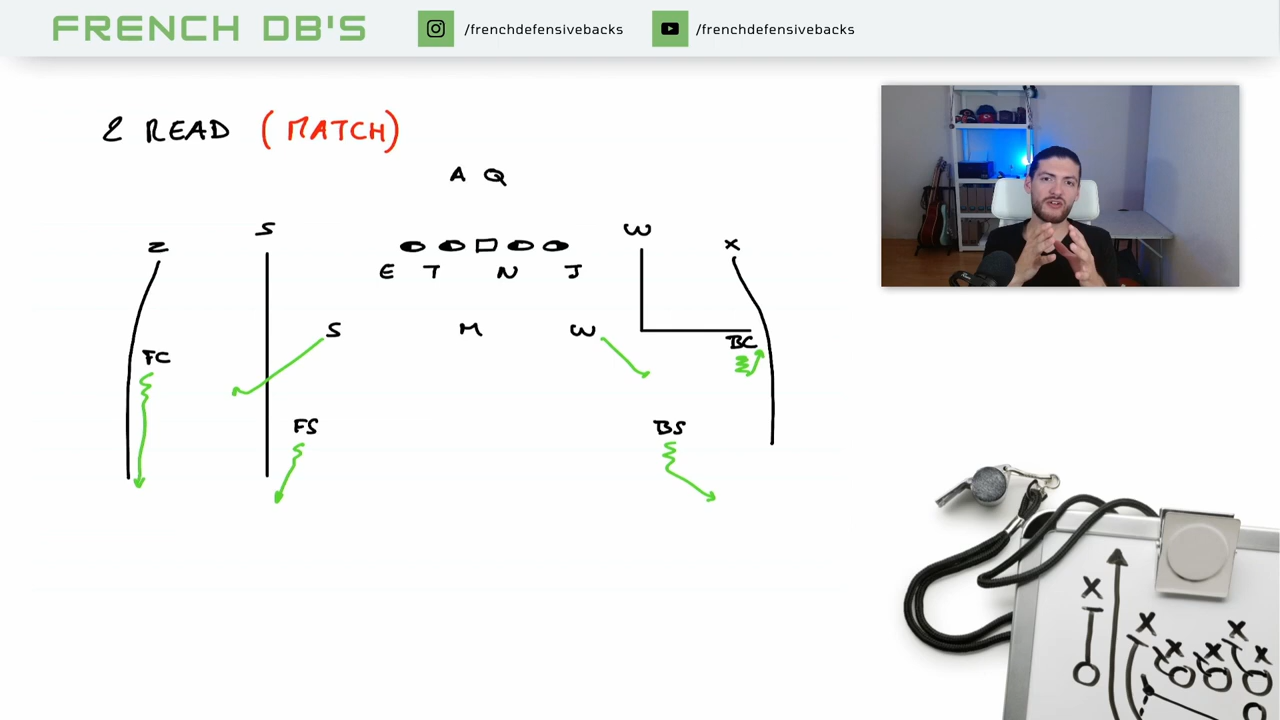 FRENCH DB'S
/frenchdefensivebacks
/frenchdefensivebacks
2 READ (MATCH)
A Q
Z S W X
E T N J
S M W BC
FC
FS BS
X
X X X X X